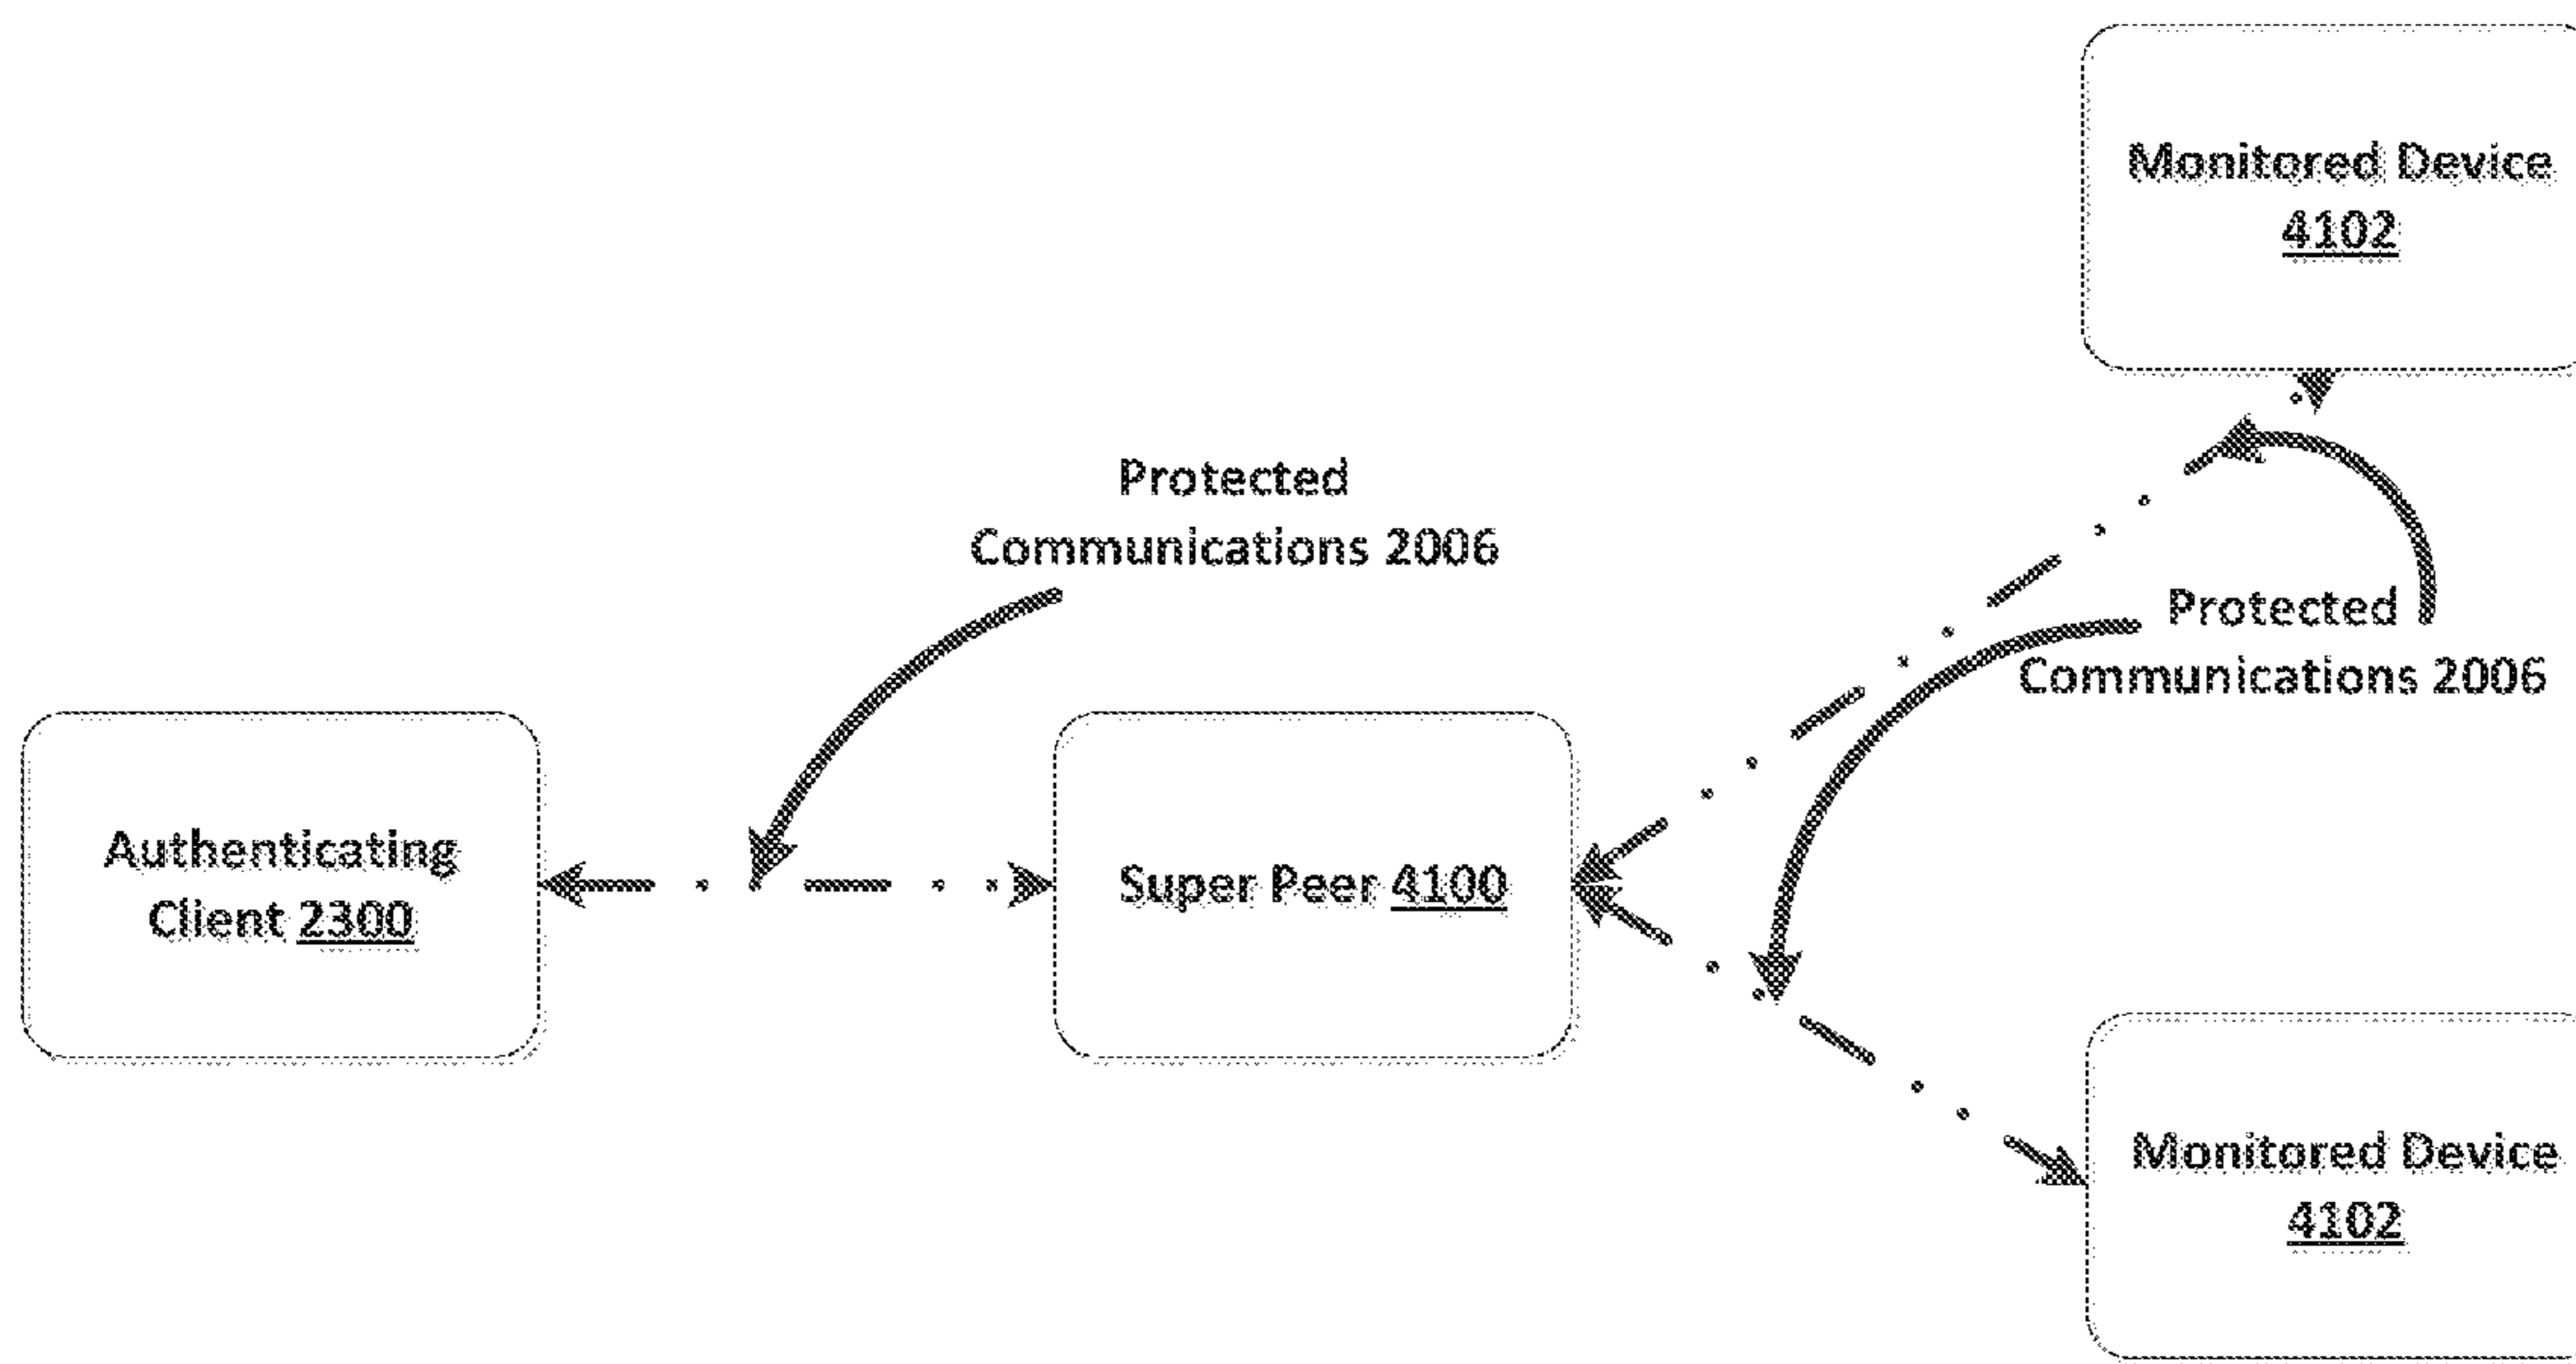 Monitored Device
4102
Protected
Communications 2006
Protected
Communications 2006
Authenticating
Client 2300
Super Peer 4100
Monitored Device
4102